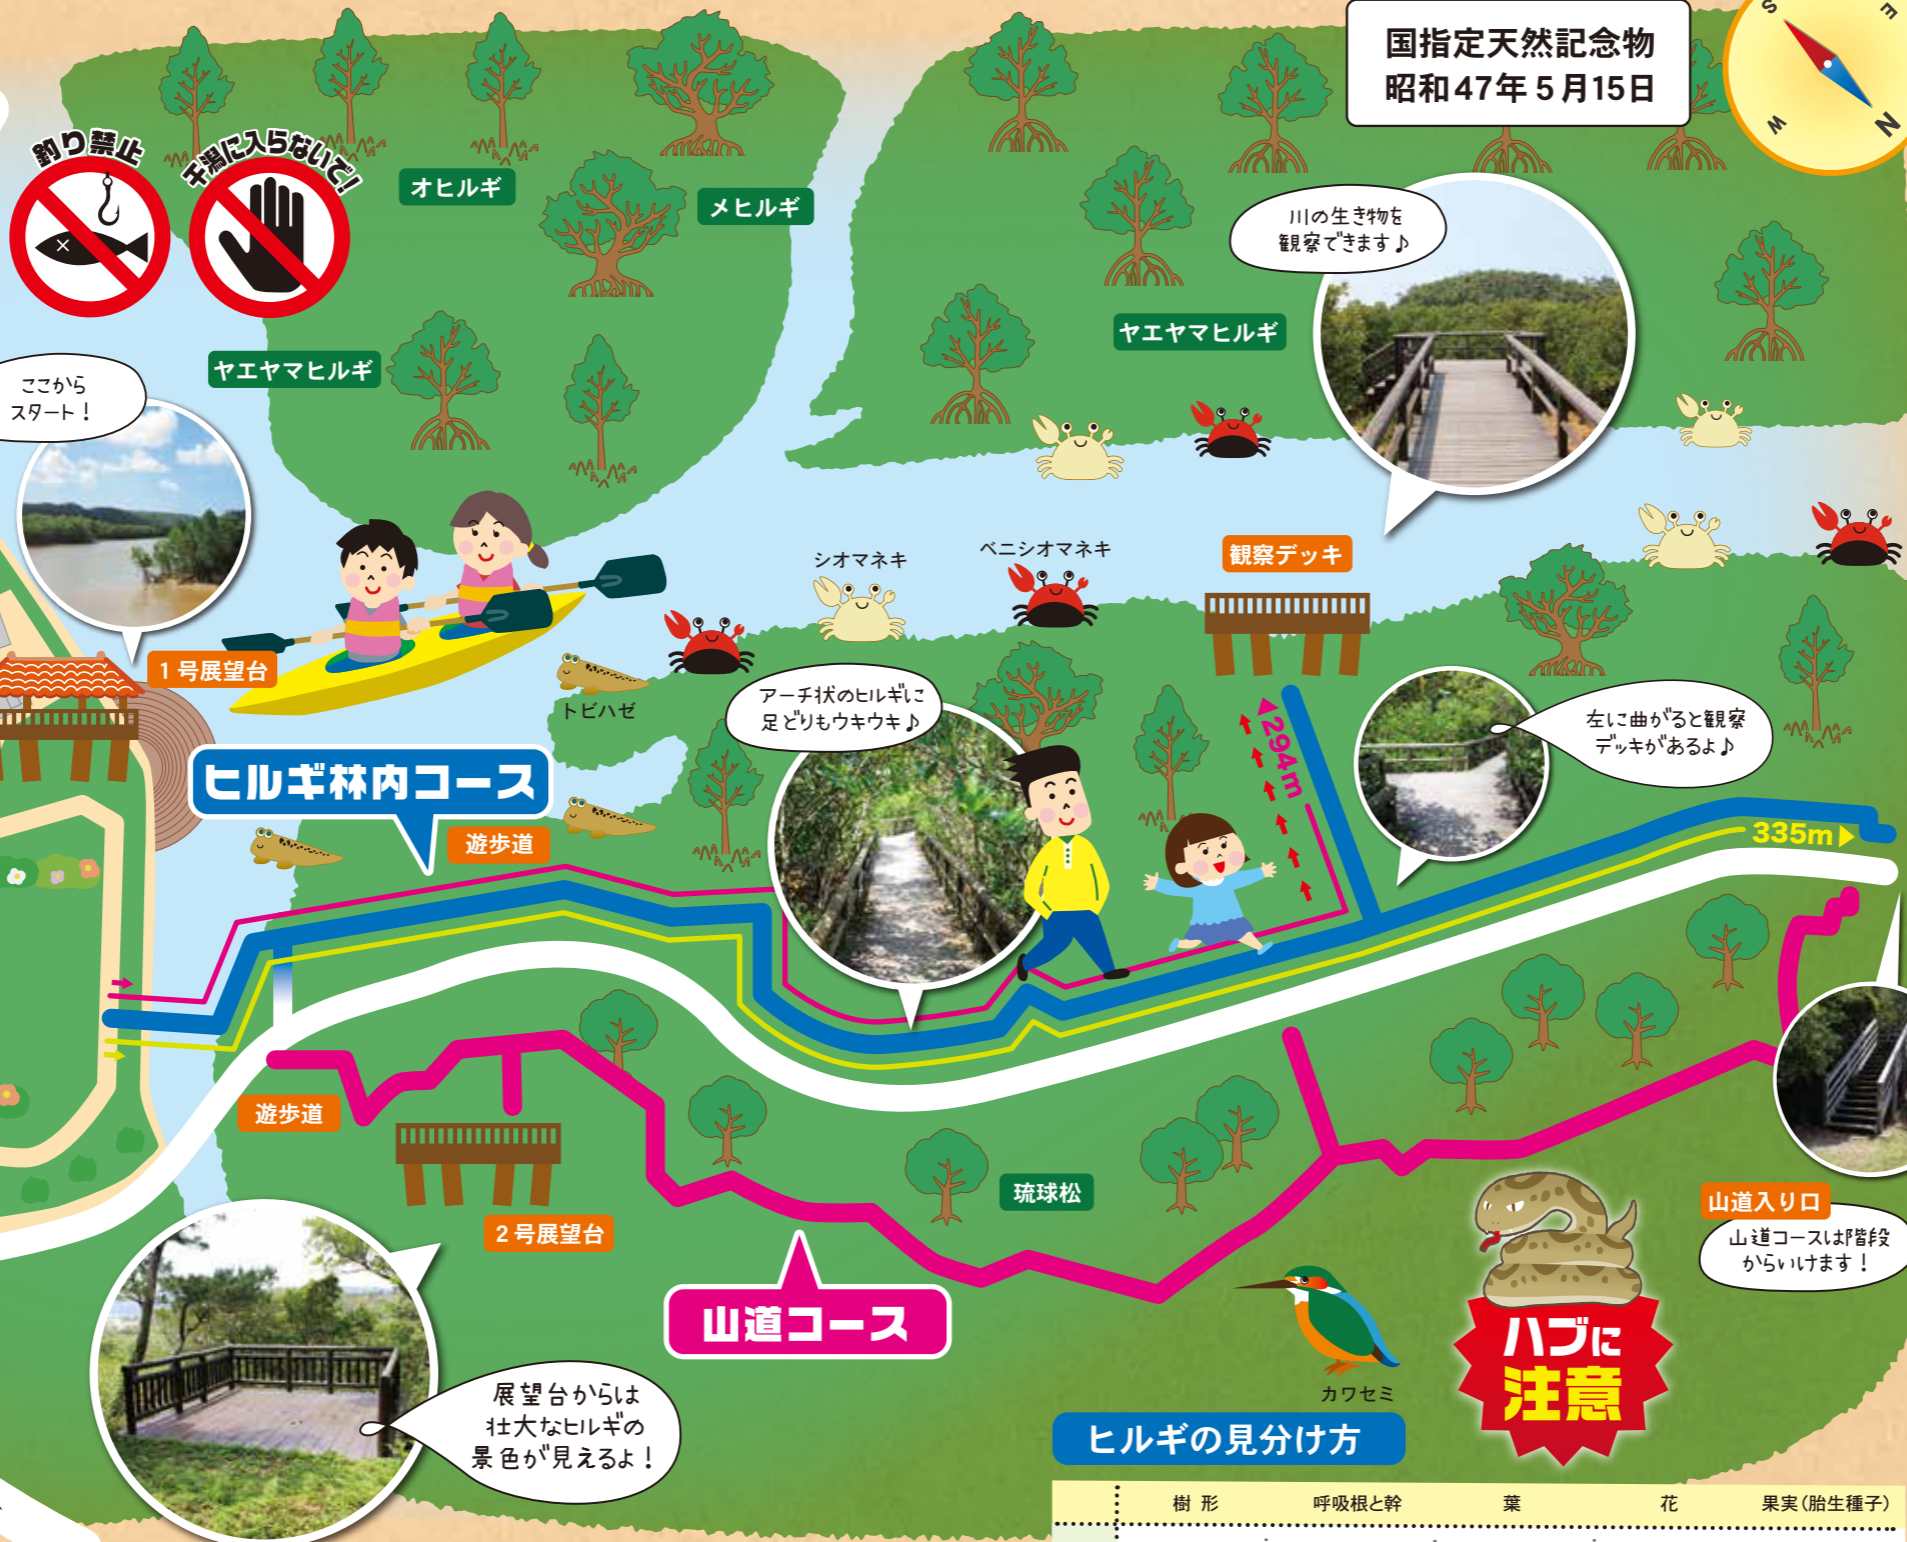 国指定天然記念物
昭和47年5月15日
S
E
W
N
釣り禁止
干潟に入らないで!
オヒルギ
メヒルギ
川の生き物を
観察できます♪
ヤエヤマヒルギ
ヤエヤマヒルギ
ここから
スタート!
シオマネキ
ベニシオマネキ
観察デッキ
1号展望台
トビハゼ
アーチ状のヒルギに
足どりもウキウキ♪
294m
左に曲がると観察
デッキがあるよ♪
ヒルギ林内コース
遊歩道
335m
遊歩道
2号展望台
琉球松
山道入り口
山道コースは階段
からいけます!
山道コース
ハブに
注意
カワセミ
展望台からは
壮大なヒルギの
景色が見えるよ!
ヒルギの見分け方
樹形 呼吸根と幹 葉 花 果実(胎生種子)